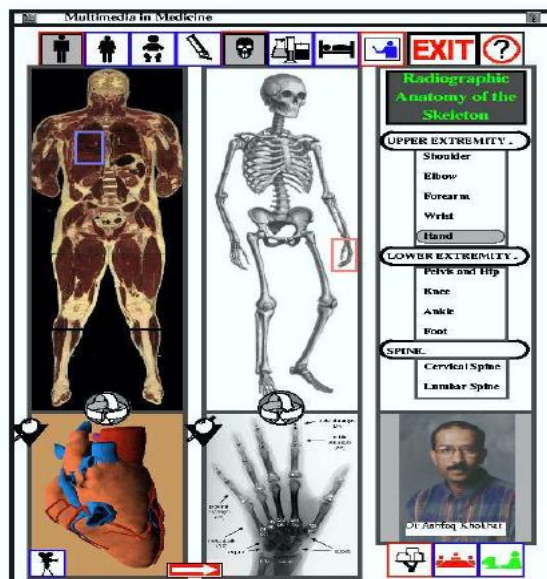 Multimedia in Medicine
EXIT
?
Radiographic
Anatomy of the
Skeleton
UPPER EXTREMITY.
Shoulder
Elbow
Forearm
Wrist
Hand
LOWER EXTREMITY.
Pelvis and Hip
Knee
Ankle
Foot
SPINE.
Cervical Spine
Lumbar Spine
Dr Ashfaq Khokhar